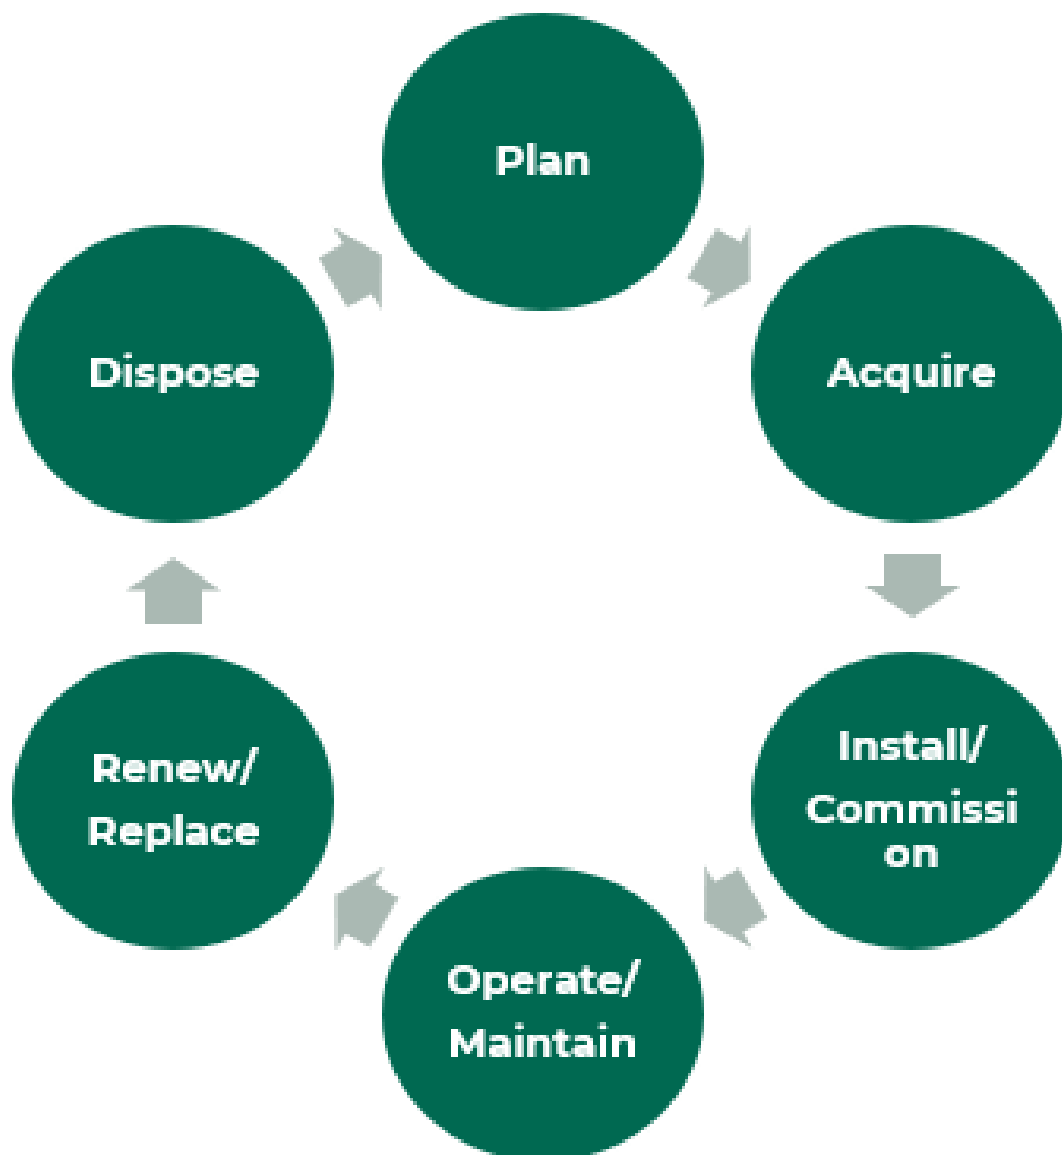 Plan
Acquire
Install/
Commissi
on
Operate/
Maintain
Renew/
Replace
Dispose